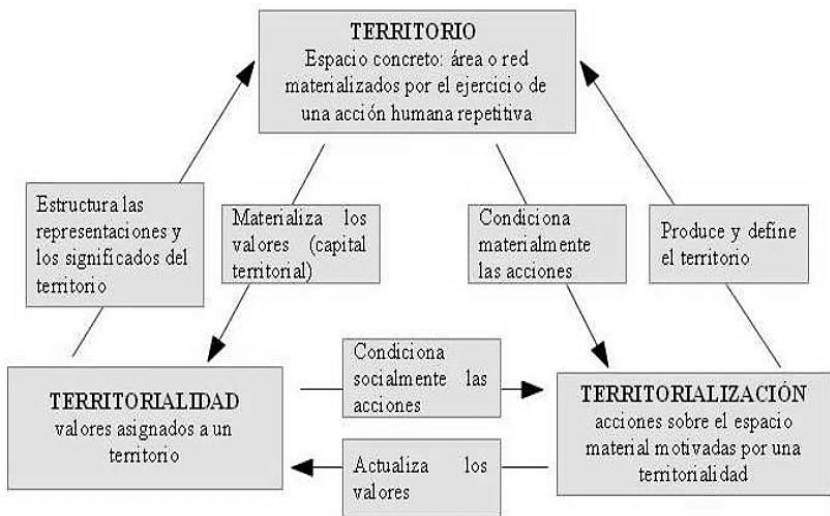 TERRITORIO
Espacio concreto: área o red
materializados por el ejercicio de
una acción humana repetitiva
Estructura las
representaciones y
los significados del
territorio
Materializa los
valores (capital
territorial)
Condiciona
materialmente
las acciones
Produce y define
el territorio
TERRITORIALIDAD
valores asignados a un
territorio
Condiciona
socialmente las
acciones
Actualiza los
valores
TERRITORIALIZACIÓN
acciones sobre el espacio
material motivadas por una
territorialidad